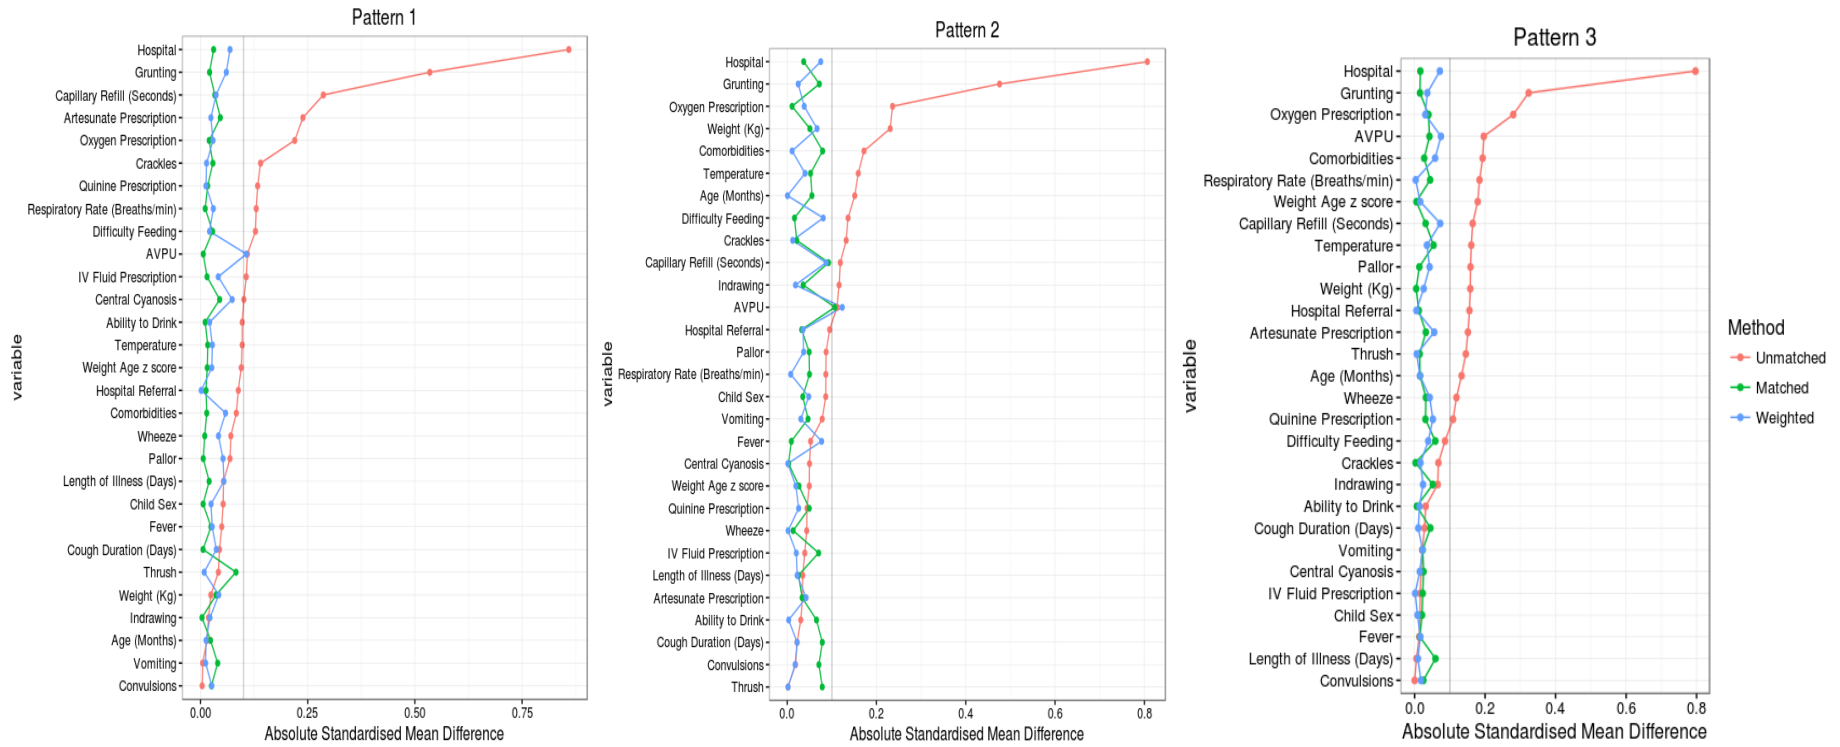 Pattern 1
Hospital
Grunting
Capillary Refill (Seconds)
Artesunate Prescription
Oxygen Prescription
Crackles
Quinine Prescription
Respiratory Rate (Breaths/min)
Difficulty Feeding
AVPU
IV Fluid Prescription
Central Cyanosis
Ability to Drink
Temperature
Weight Age z score
Hospital Referral
Comorbidities
Wheeze
Pallor
Length of Illness (Days)
Child Sex
Fever
Cough Duration (Days)
Thrush
Weight (Kg)
Indrawing
Age (Months)
Vomiting
Convulsions
variable
0.00 0.25 0.50 0.75
Absolute Standardised Mean Difference
Pattern 2
Hospital
Grunting
Oxygen Prescription
Weight (Kg)
Comorbidities
Temperature
Age (Months)
Difficulty Feeding
Crackles
Capillary Refill (Seconds)
Indrawing
AVPU
Hospital Referral
Pallor
Respiratory Rate (Breaths/min)
Child Sex
Vomiting
Fever
Central Cyanosis
Weight Age z score
Quinine Prescription
Wheeze
IV Fluid Prescription
Length of Illness (Days)
Artesunate Prescription
Ability to Drink
Cough Duration (Days)
Convulsions
Thrush
variable
0.0 0.2 0.4 0.6 0.8
Absolute Standardised Mean Difference
Pattern 3
Hospital
Grunting
Oxygen Prescription
AVPU
Comorbidities
Respiratory Rate (Breaths/min)
Weight Age z score
Capillary Refill (Seconds)
Temperature
Pallor
Weight (Kg)
Hospital Referral
Artesunate Prescription
Thrush
Age (Months)
Wheeze
Quinine Prescription
Difficulty Feeding
Crackles
Indrawing
Ability to Drink
Cough Duration (Days)
Vomiting
Central Cyanosis
IV Fluid Prescription
Child Sex
Fever
Length of Illness (Days)
Convulsions
variable
0.0 0.2 0.4 0.6 0.8
Absolute Standardised Mean Difference
Method
Unmatched
Matched
Weighted